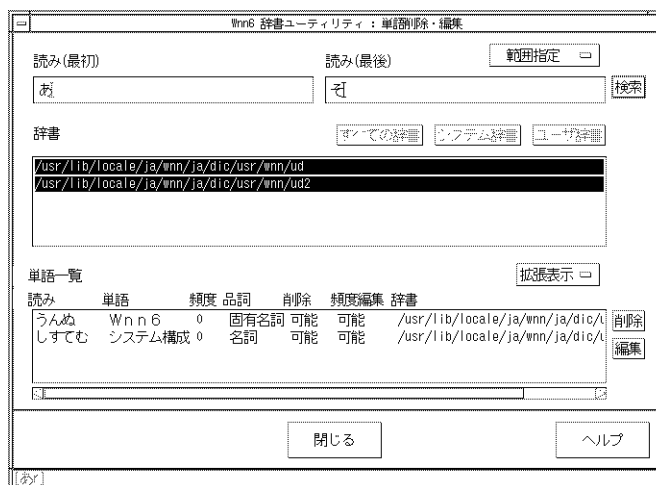 Wnn6 辞書ユーティリティ : 単語削除・編集
読み(最初) 読み(最後) 範囲指定
あ そ 検索
辞書 すべての辞書 システム辞書 ユーザ辞書
/usr/lib/locale/ja/wnn/ja/dic/usr/wnn/ud
/usr/lib/locale/ja/wnn/ja/dic/usr/wnn/ud2
単語一覧 拡張表示
読み 単語 頻度 品詞 削除 頻度編集 辞書
うんぬ Wnn6 0 固有名詞 可能 可能 /usr/lib/locale/ja/wnn/ja/dic/u 削除
しすてむ システム構成 0 名詞 可能 可能 /usr/lib/locale/ja/wnn/ja/dic/u
編集
閉じる ヘルプ
[あr]